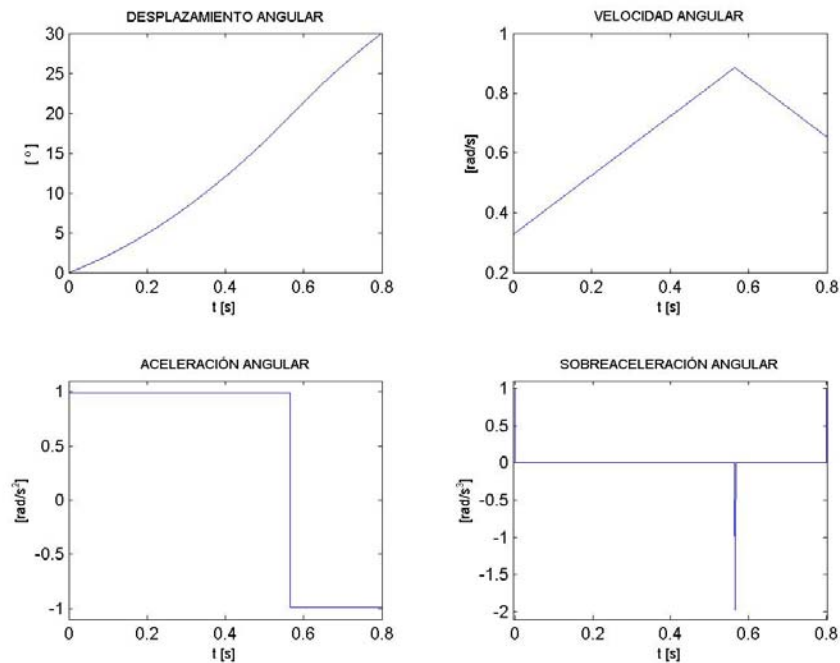 DESPLAZAMIENTO ANGULAR
30
25
20
15
10
5
0
[ º ]
0 0.2 0.4 0.6 0.8
t [s]
VELOCIDAD ANGULAR
1
0.8
0.6
0.4
0.2
[rad/s]
0 0.2 0.4 0.6 0.8
t [s]
ACELERACIÓN ANGULAR
1
0.5
0
-0.5
-1
[rad/s²]
0 0.2 0.4 0.6 0.8
t [s]
SOBREACELERACIÓN ANGULAR
1
0.5
0
-0.5
-1
-1.5
-2
[rad/s³]
0 0.2 0.4 0.6 0.8
t [s]